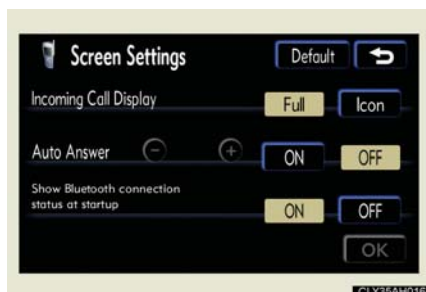 Screen Settings
Default
Incoming Call Display
Full
Icon
Auto Answer
ON
OFF
Show Bluetooth connection
status at startup
ON
OFF
OK